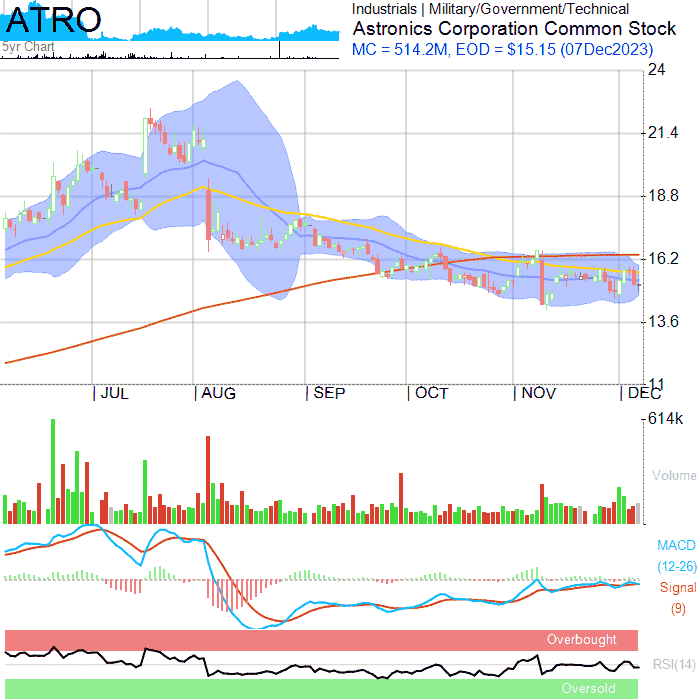 ATRO
5yr Chart
Industrials | Military/Government/Technical
Astronics Corporation Common Stock
MC = 514.2M, EOD = $15.15 (07Dec2023)
24
21.4
18.8
16.2
13.6
11
JUL
AUG
SEP
OCT
NOV
DEC
614k
Volume
MACD
(12-26)
Signal
(9)
Overbought
RSI(14)
Oversold